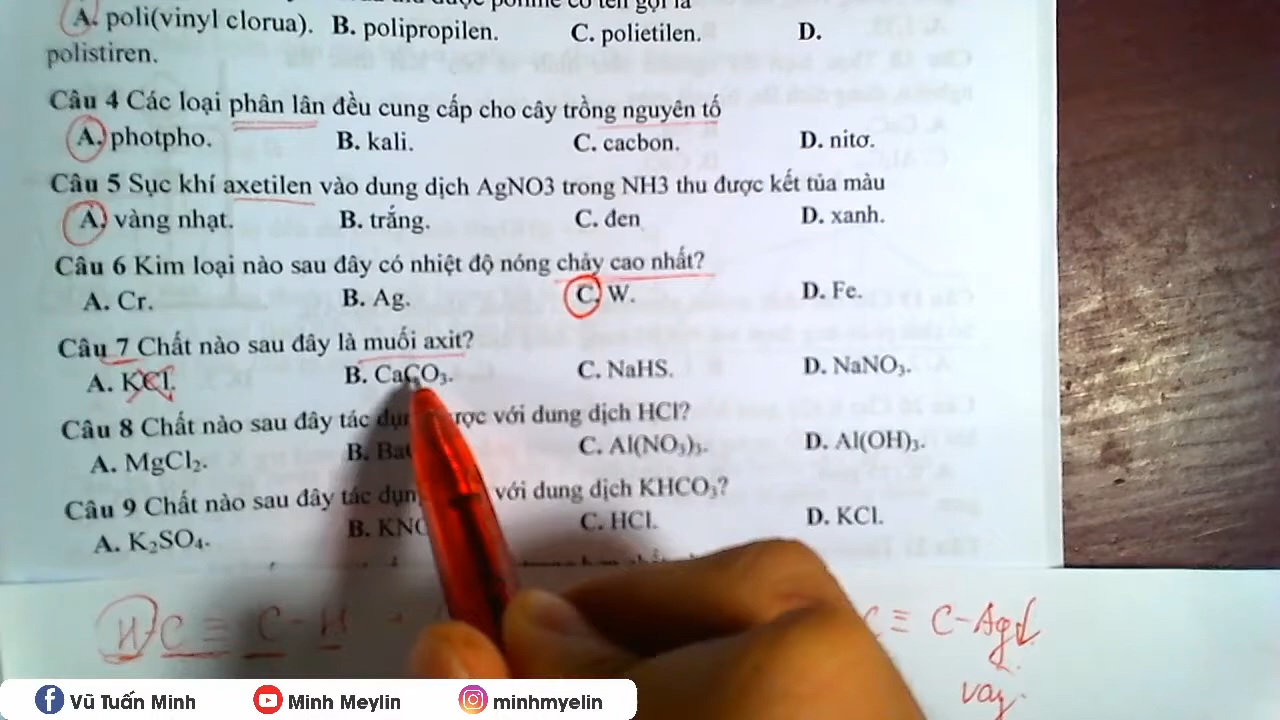 A. poli(vinyl clorua). B. polipropilen. C. polietilen. D.
polistiren.
Câu 4 Các loại phân lân đều cung cấp cho cây trồng nguyên tố
A. photpho. B. kali. C. cacbon. D. nitơ.
Câu 5 Sục khí axetilen vào dung dịch AgNO3 trong NH3 thu được kết tủa màu
A. vàng nhạt. B. trắng. C. đen D. xanh.
Câu 6 Kim loại nào sau đây có nhiệt độ nóng chảy cao nhất?
A. Cr. B. Ag. C. W. D. Fe.
Câu 7 Chất nào sau đây là muối axit?
A. KCl. B. CaCO₃. C. NaHS. D. NaNO₃.
Câu 8 Chất nào sau đây tác với dung dịch HCl?
A. MgCl₂. B. C. Al(NO₃)₃. D. Al(OH)₃.
Câu 9 Chất nào sau đây tác với dung dịch KHCO₃?
A. K₂SO₄. B. C. HCl. D. KCl.
HC ≡ C - H C ≡ C-Ag↓
Vũ Tuấn Minh Minh Meylin minhmyelin